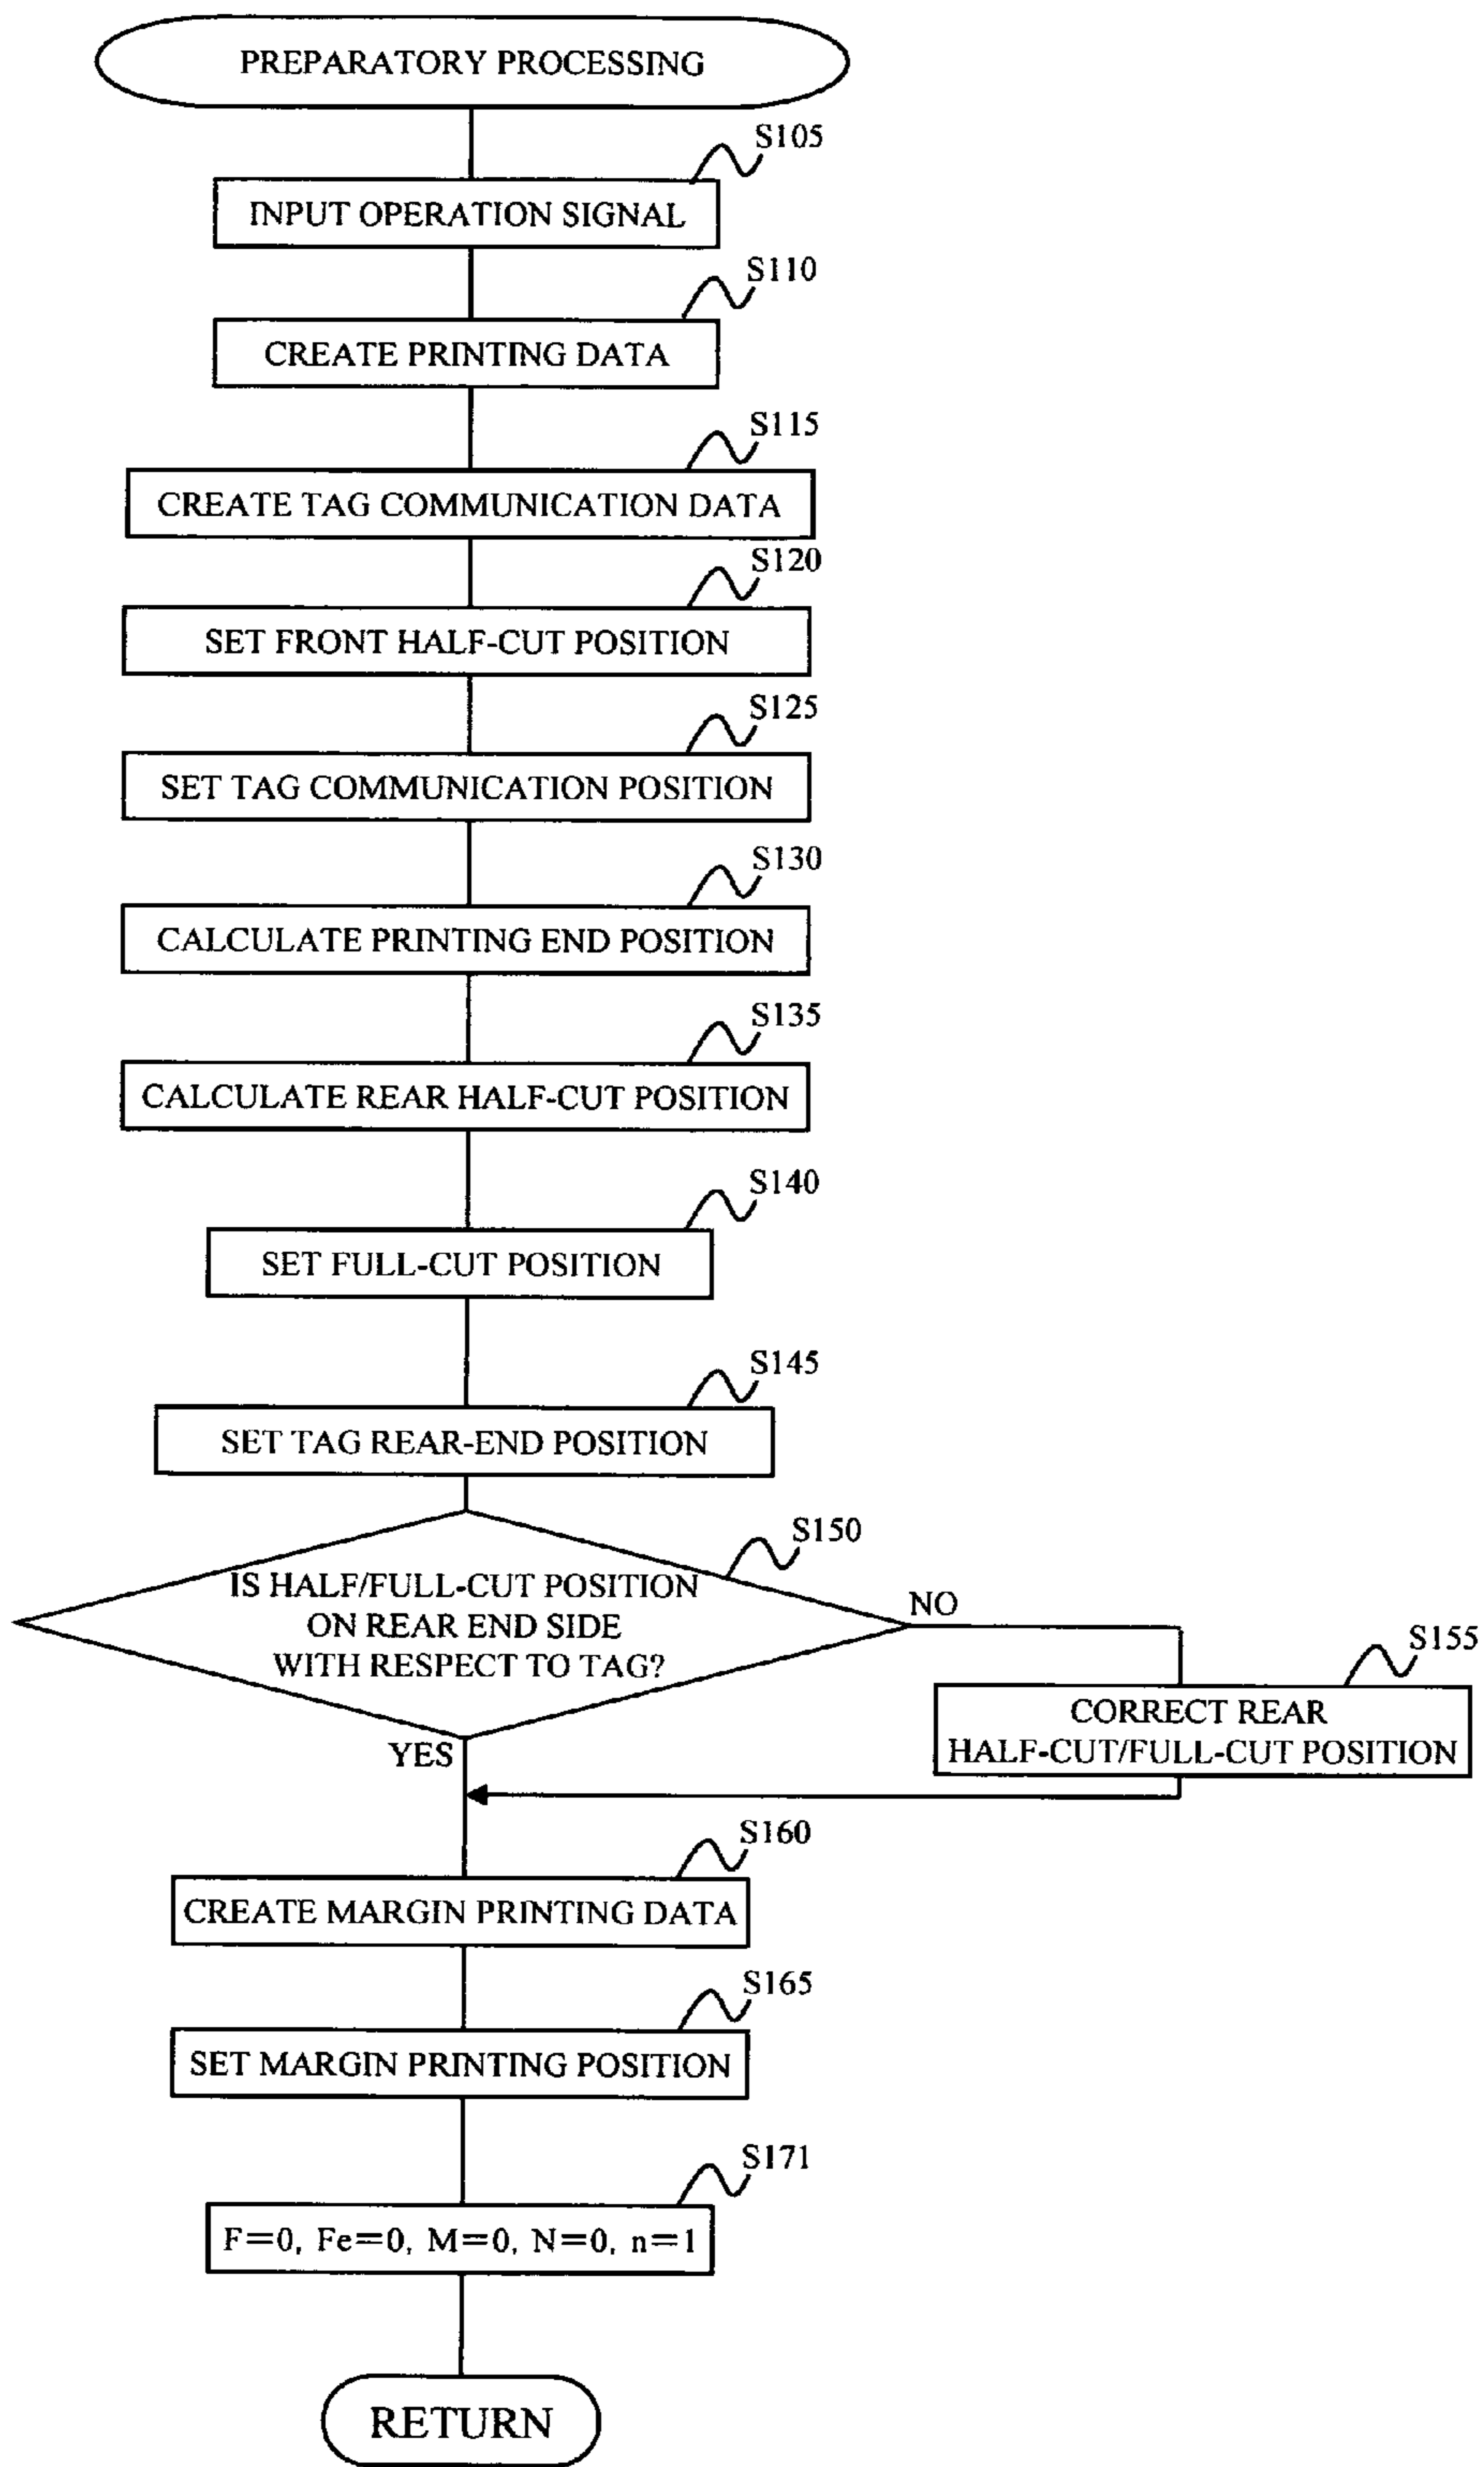 PREPARATORY PROCESSING
S105
INPUT OPERATION SIGNAL
S110
CREATE PRINTING DATA
S115
CREATE TAG COMMUNICATION DATA
S120
SET FRONT HALF-CUT POSITION
S125
SET TAG COMMUNICATION POSITION
S130
CALCULATE PRINTING END POSITION
S135
CALCULATE REAR HALF-CUT POSITION
S140
SET FULL-CUT POSITION
S145
SET TAG REAR-END POSITION
S150
IS HALF/FULL-CUT POSITION
ON REAR END SIDE
WITH RESPECT TO TAG?
NO
S155
CORRECT REAR
HALF-CUT/FULL-CUT POSITION
YES
S160
CREATE MARGIN PRINTING DATA
S165
SET MARGIN PRINTING POSITION
S171
F=0, Fe=0, M=0, N=0, n=1
RETURN